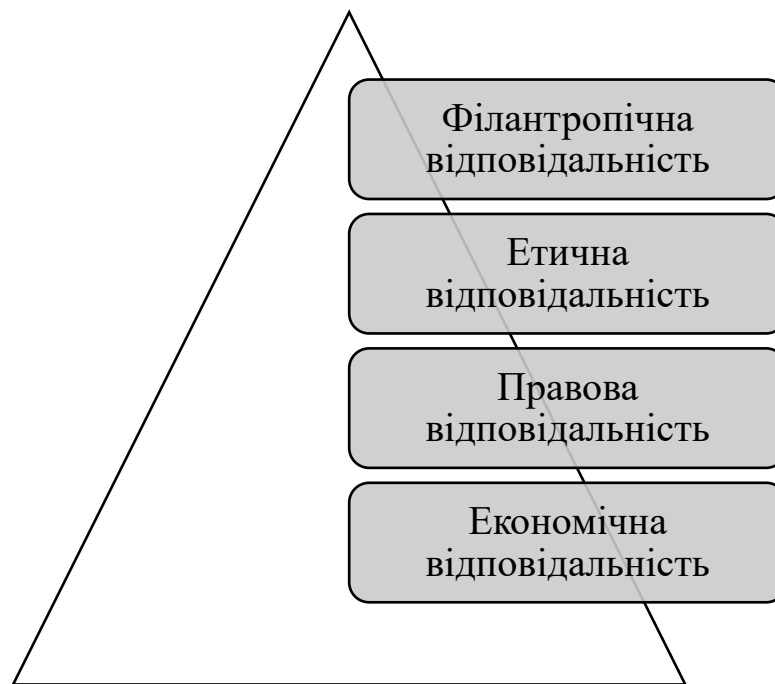 Філантропічна
відповідальність
Етична
відповідальність
Правова
відповідальність
Економічна
відповідальність